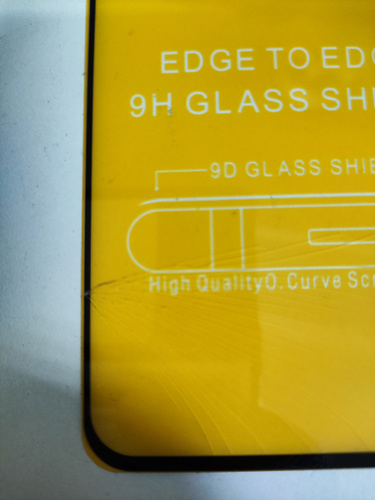 EDGE TO EDG
9H GLASS SHI
9D GLASS SHIE
High QualityO. Curve Scr